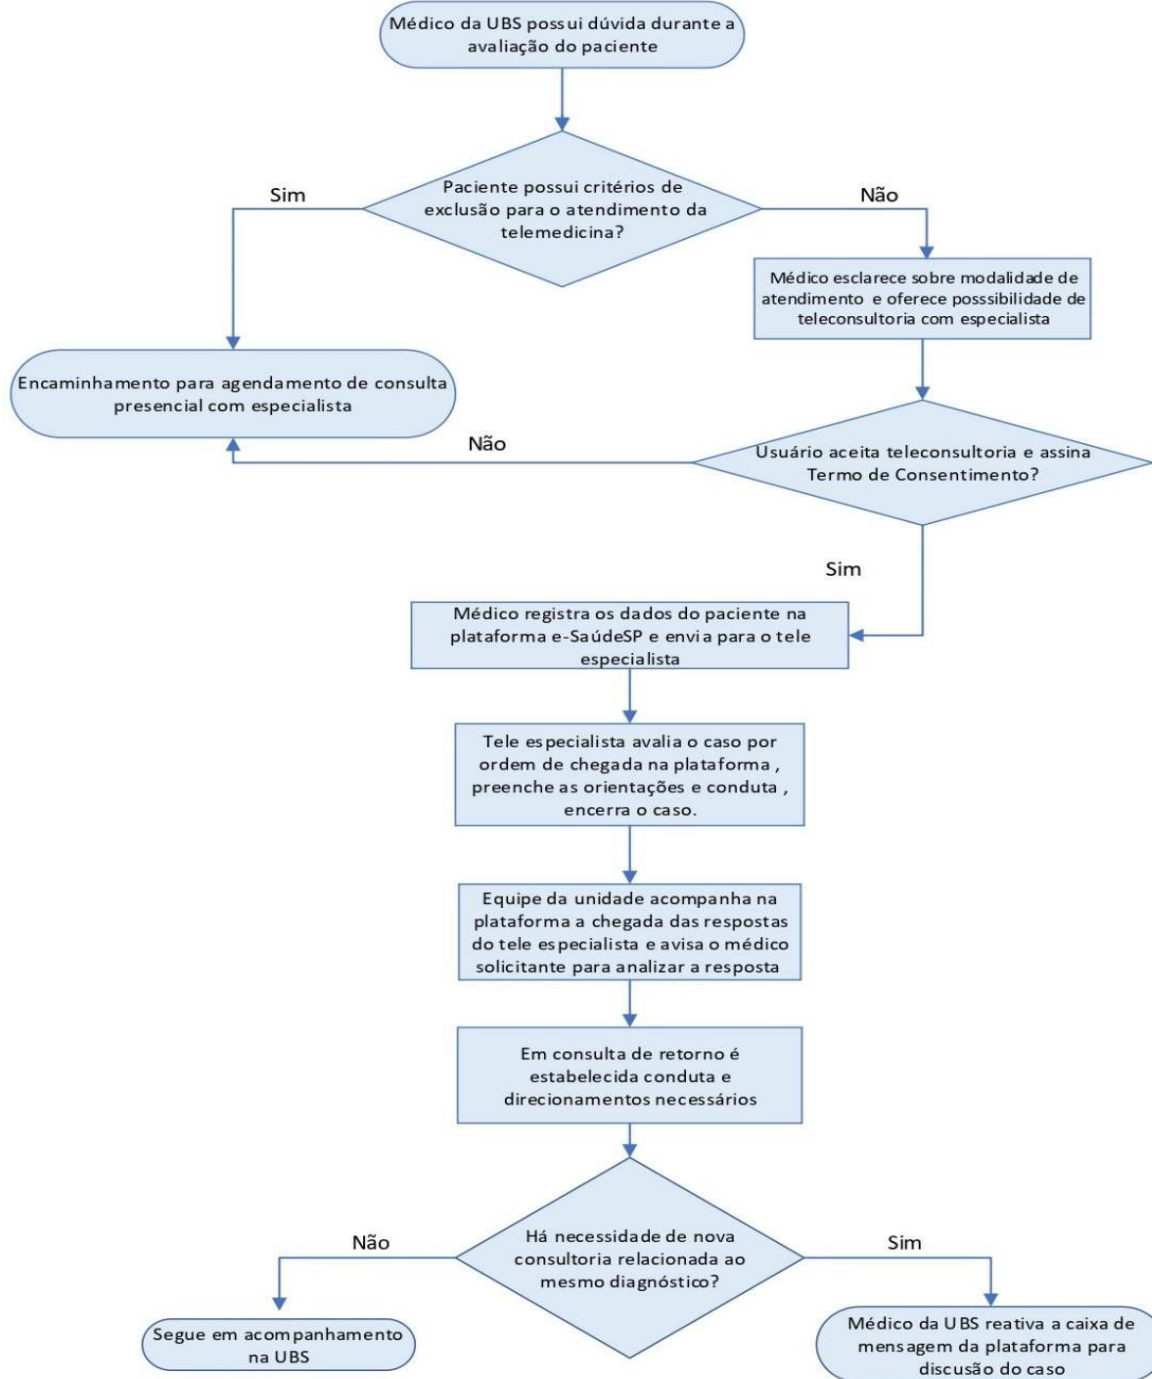 Médico da UBS possui dúvida durante a
avaliação do paciente
Sim
Paciente possui critérios de
exclusão para o atendimento da
telemedicina?
Não
Médico esclarece sobre modalidade de
atendimento e oferece posssibilidade de
teleconsultoria com especialista
Encaminhamento para agendamento de consulta
presencial com especialista
Não
Usuário aceita teleconsultoria e assina
Termo de Consentimento?
Sim
Médico registra os dados do paciente na
plataforma e-SaúdeSP e envia para o tele
especialista
Tele especialista avalia o caso por
ordem de chegada na plataforma ,
preenche as orientações e conduta ,
encerra o caso.
Equipe da unidade acompanha na
plataforma a chegada das respostas
do tele especialista e avisa o médico
solicitante para analizar a resposta
Em consulta de retorno é
estabelecida conduta e
direcionamentos necessários
Não
Há necessidade de nova
consultoria relacionada ao
mesmo diagnóstico?
Sim
Segue em acompanhamento
na UBS
Médico da UBS reativa a caixa de
mensagem da plataforma para
discusão do caso